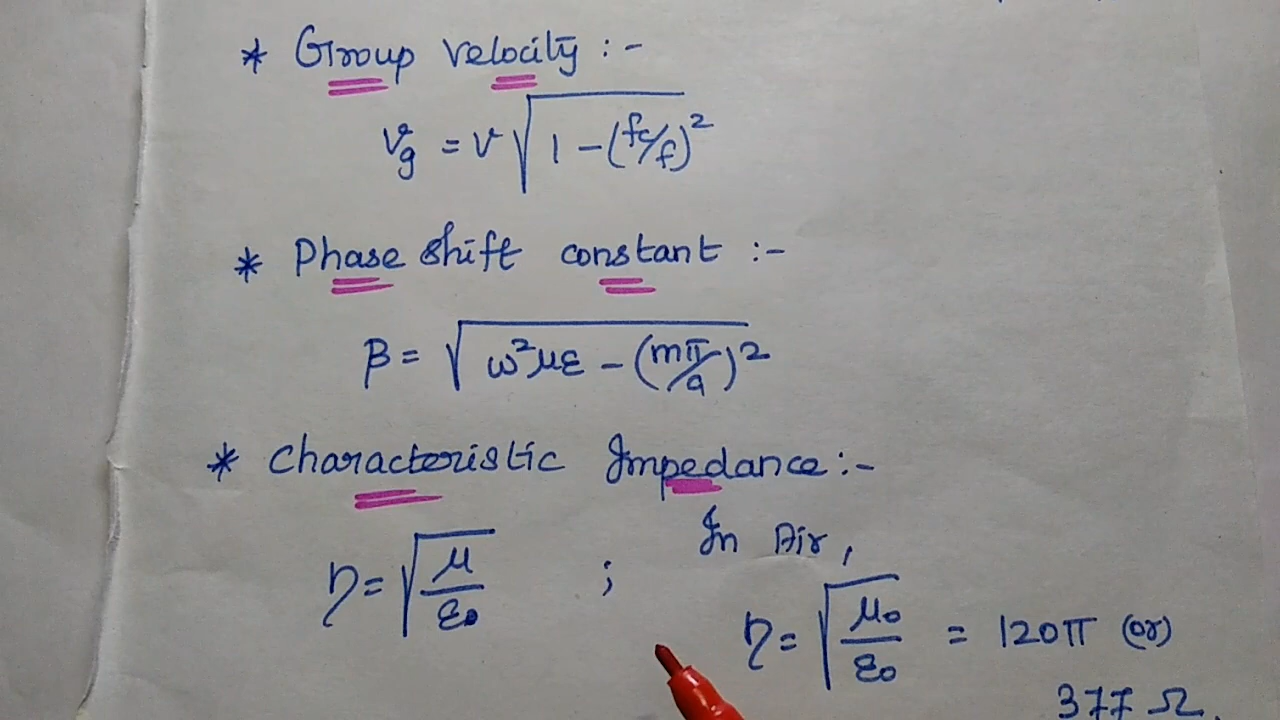 * Group Velocity :-
Vg = V √1 - (fc/f)²
* Phase shift constant :-
β = √ω²με - (mπ/a)²
* Characteristic Impedance :-
In Air,
η = √μ/ε₀ ;
η = √μ₀/ε₀ = 120π (or)
377 Ω.